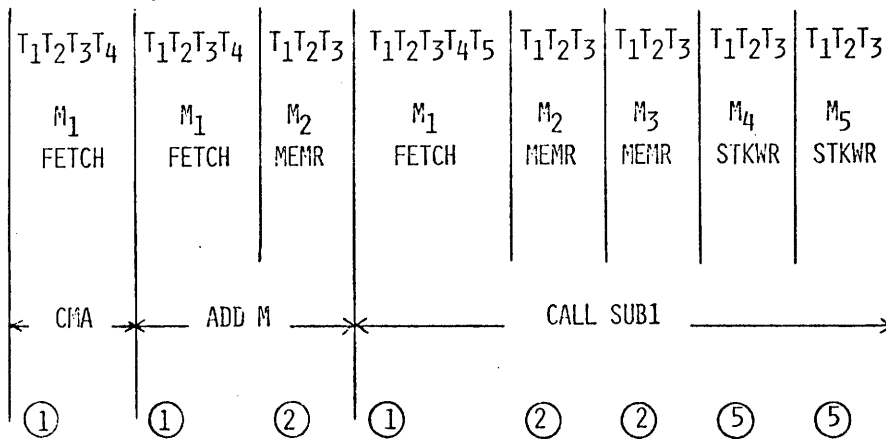 T1T2T3T4 T1T2T3T4 T1T2T3 T1T2T3T4T5 T1T2T3 T1T2T3 T1T2T3 T1T2T3
M1 M1 M2 M1 M2 M3 M4 M5
FETCH FETCH MEMR FETCH MEMR MEMR STKWR STKWR
CMA ADD M CALL SUB1
1 1 2 1 2 2 5 5